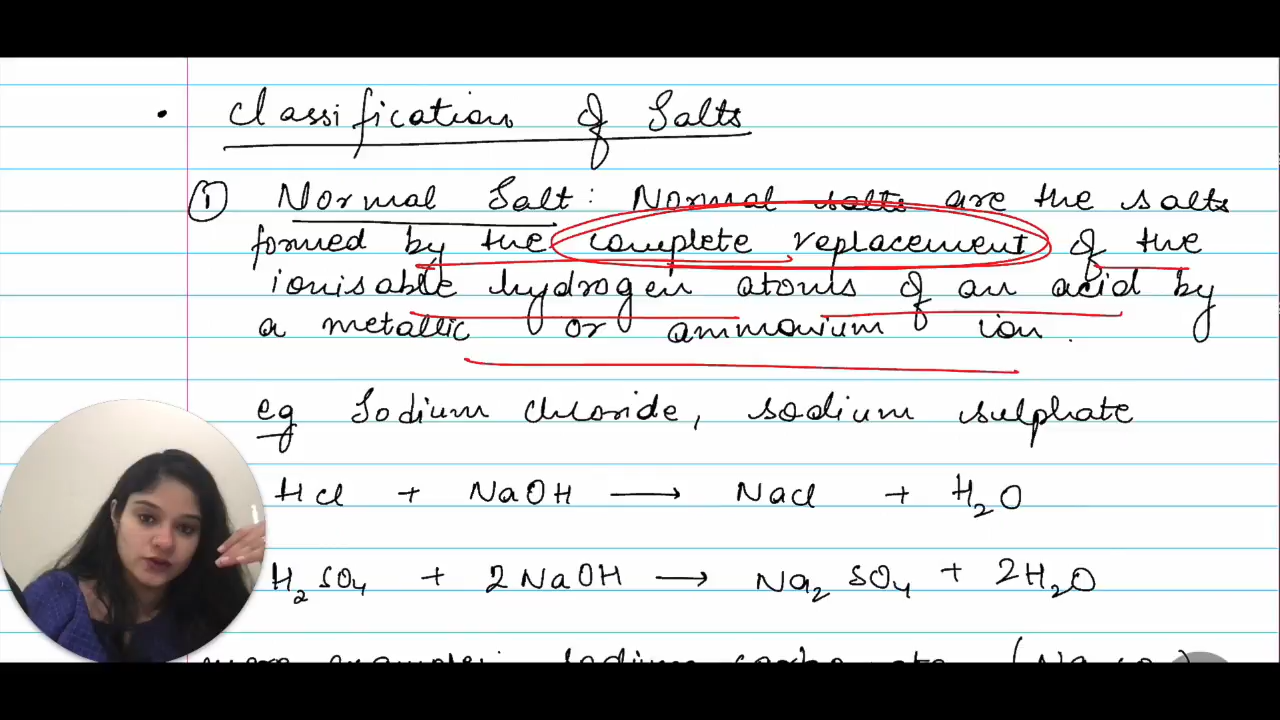 • Classification of Salts
① Normal Salt: Normal salts are the salts
formed by the complete replacement of the
ionisable hydrogen atoms of an acid by
a metallic or ammonium ion.
eg Sodium chloride, sodium sulphate
HCl + NaOH → NaCl + H₂O
H₂SO₄ + 2NaOH → Na₂SO₄ + 2H₂O